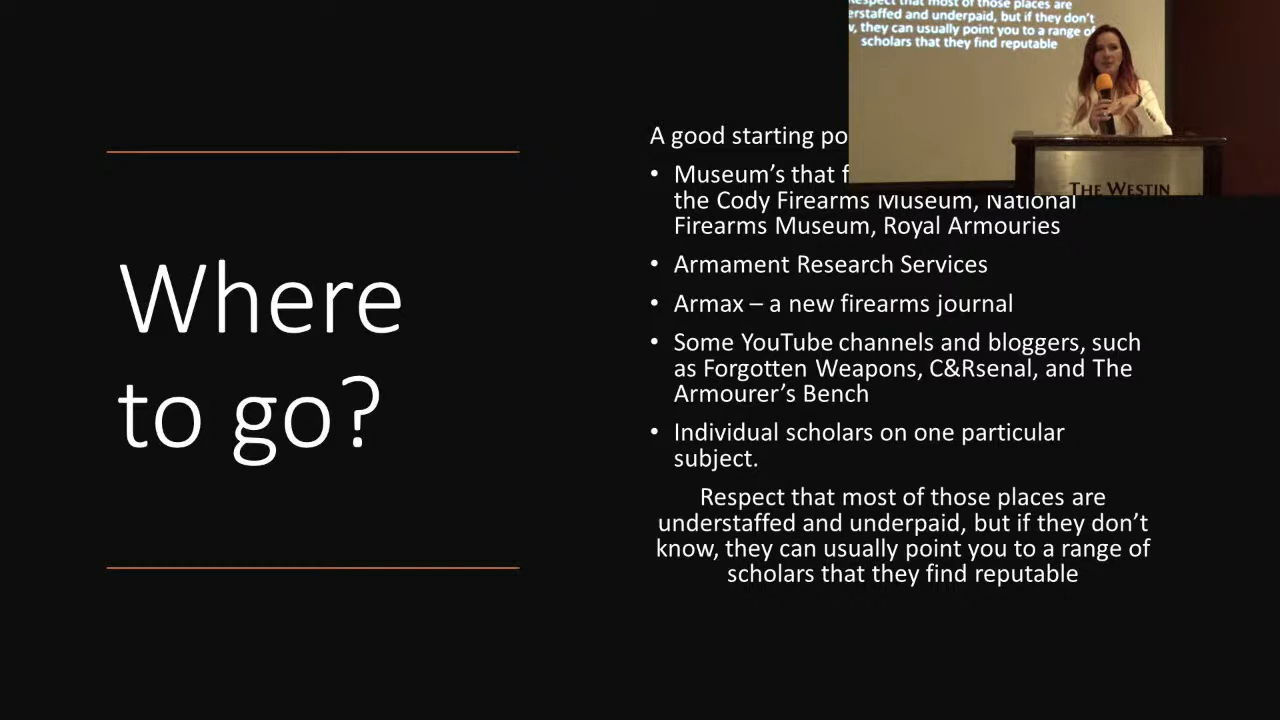 Where
to go?
A good starting
Museum's that
the Cody Firearms Museum, National
Firearms Museum, Royal Armouries
Armament Research Services
Armax – a new firearms journal
Some YouTube channels and bloggers, such
as Forgotten Weapons, C&Rsenal, and The
Armourer's Bench
Individual scholars on one particular
subject.
Respect that most of those places are
understaffed and underpaid, but if they don't
know, they can usually point you to a range of
scholars that they find reputable
Respect that most of those places are
and underpaid, but if they don't
they can usually point you to a range of
scholars that they find reputable
THE WESTIN